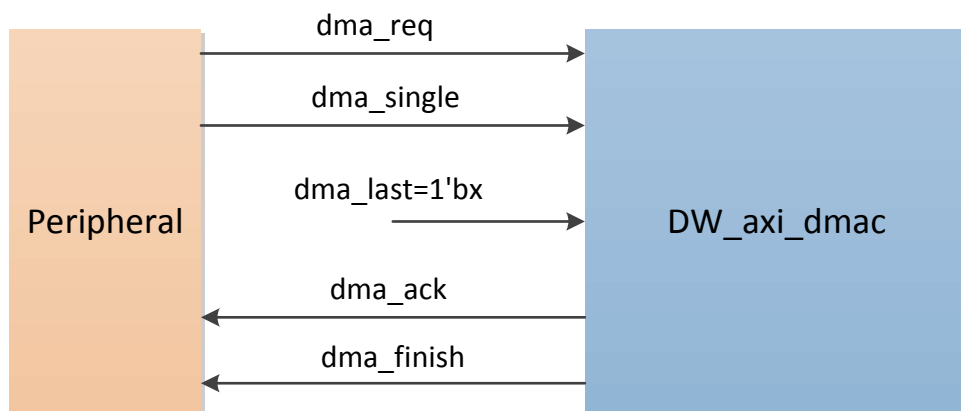 dma_req
dma_single
dma_last=1'bx
Peripheral
DW_axi_dmac
dma_ack
dma_finish